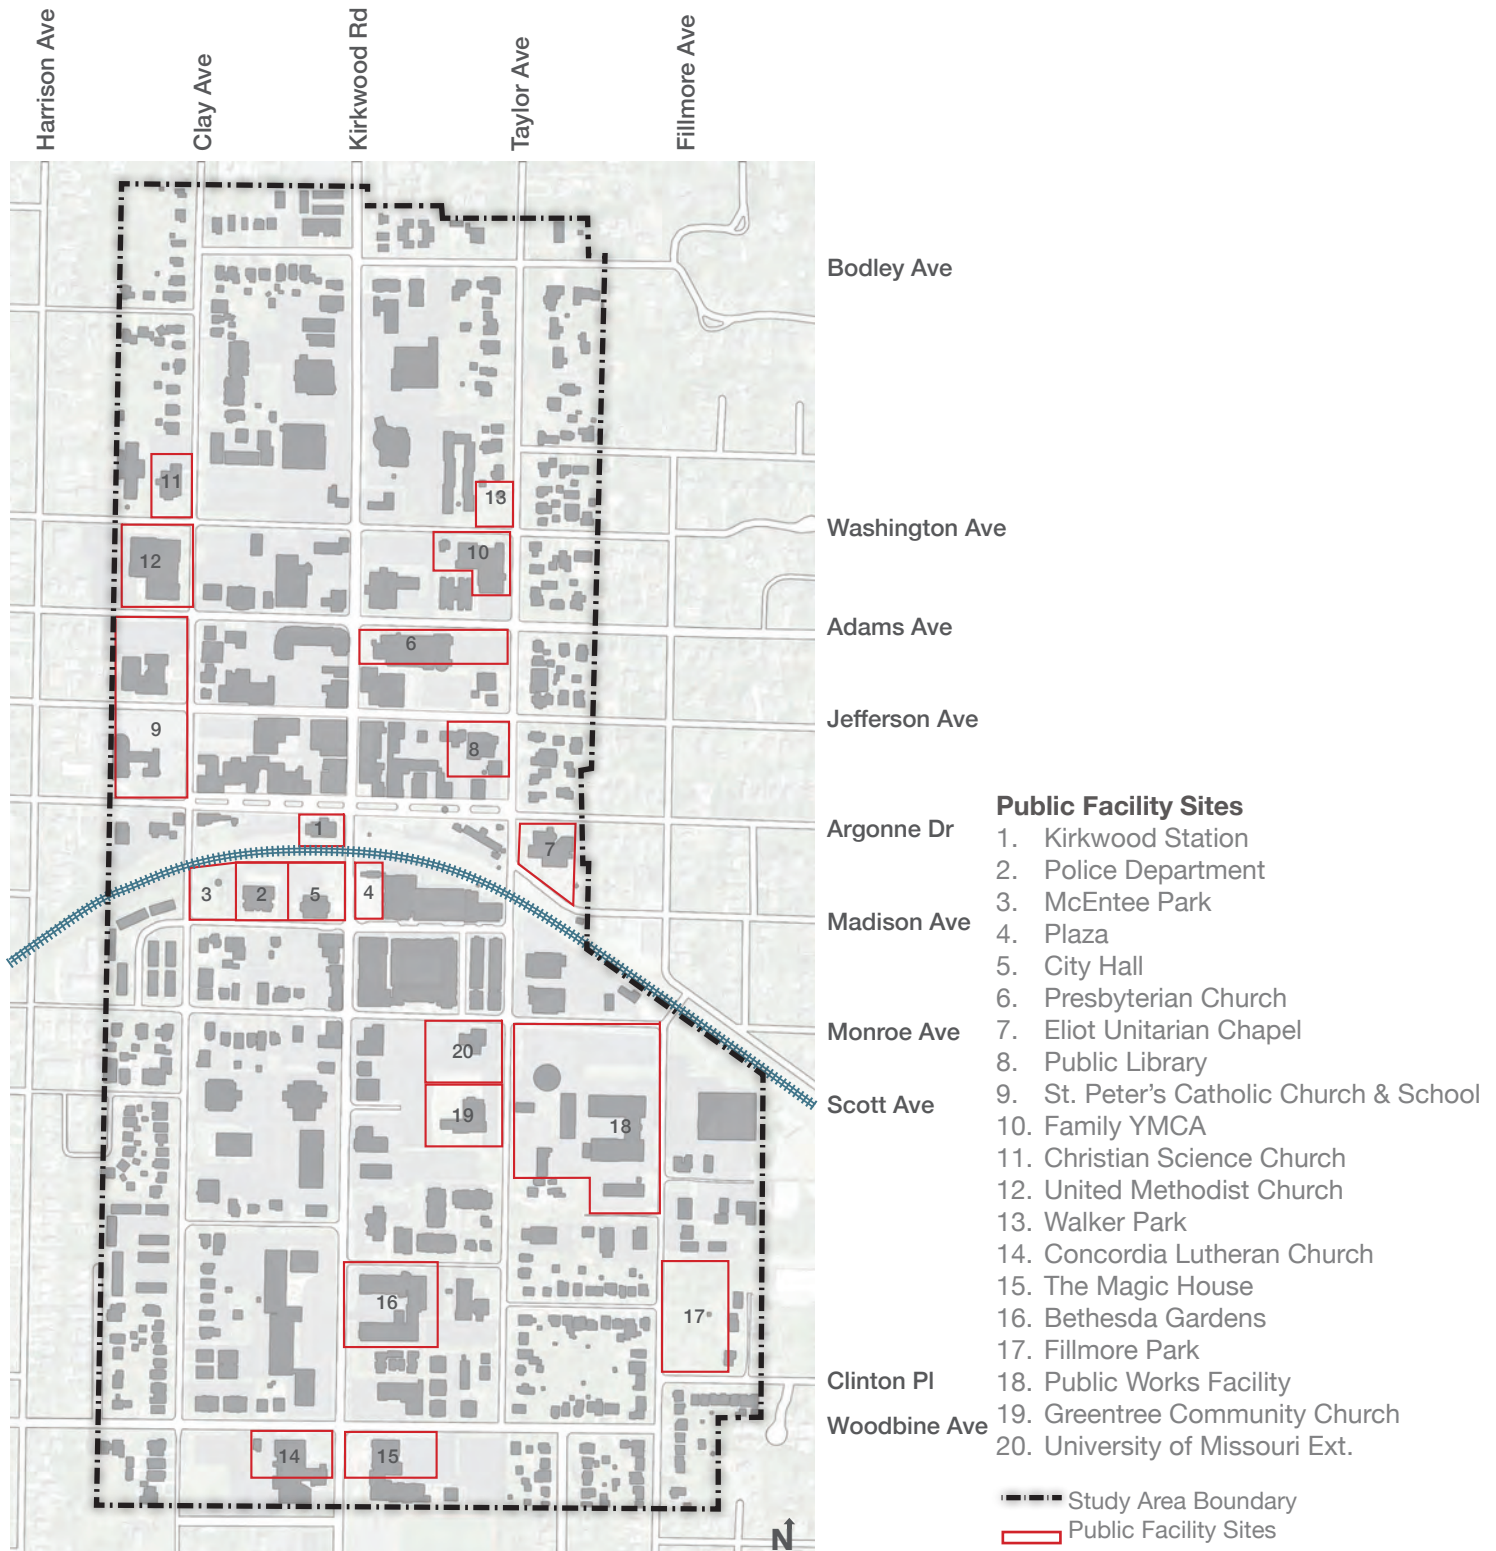 Harrison Ave
Clay Ave
Kirkwood Rd
Taylor Ave
Fillmore Ave
Bodley Ave
11
13
Washington Ave
12
10
Adams Ave
6
Jefferson Ave
9
8
Argonne Dr
1
7
3
2
5
4
Madison Ave
Monroe Ave
20
Scott Ave
19
18
16
17
Clinton Pl
Woodbine Ave
14
15
N
Public Facility Sites
1. Kirkwood Station
2. Police Department
3. McEntee Park
4. Plaza
5. City Hall
6. Presbyterian Church
7. Eliot Unitarian Chapel
8. Public Library
9. St. Peter's Catholic Church & School
10. Family YMCA
11. Christian Science Church
12. United Methodist Church
13. Walker Park
14. Concordia Lutheran Church
15. The Magic House
16. Bethesda Gardens
17. Fillmore Park
18. Public Works Facility
19. Greentree Community Church
20. University of Missouri Ext.
Study Area Boundary
Public Facility Sites